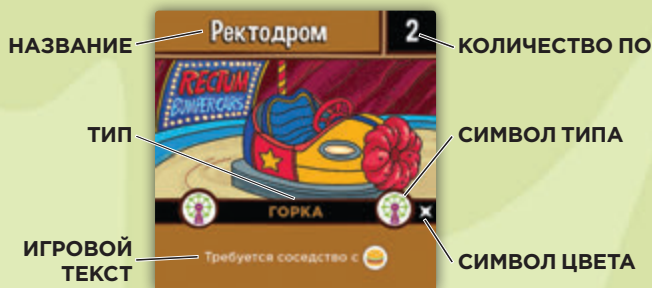 Ректодром 2
НАЗВАНИЕ
КОЛИЧЕСТВО ПО
RECTUM
BUMPER CARS
ТИП
СИМВОЛ ТИПА
ГОРКА
ИГРОВОЙ
ТЕКСТ
Требуется соседство с
СИМВОЛ ЦВЕТА